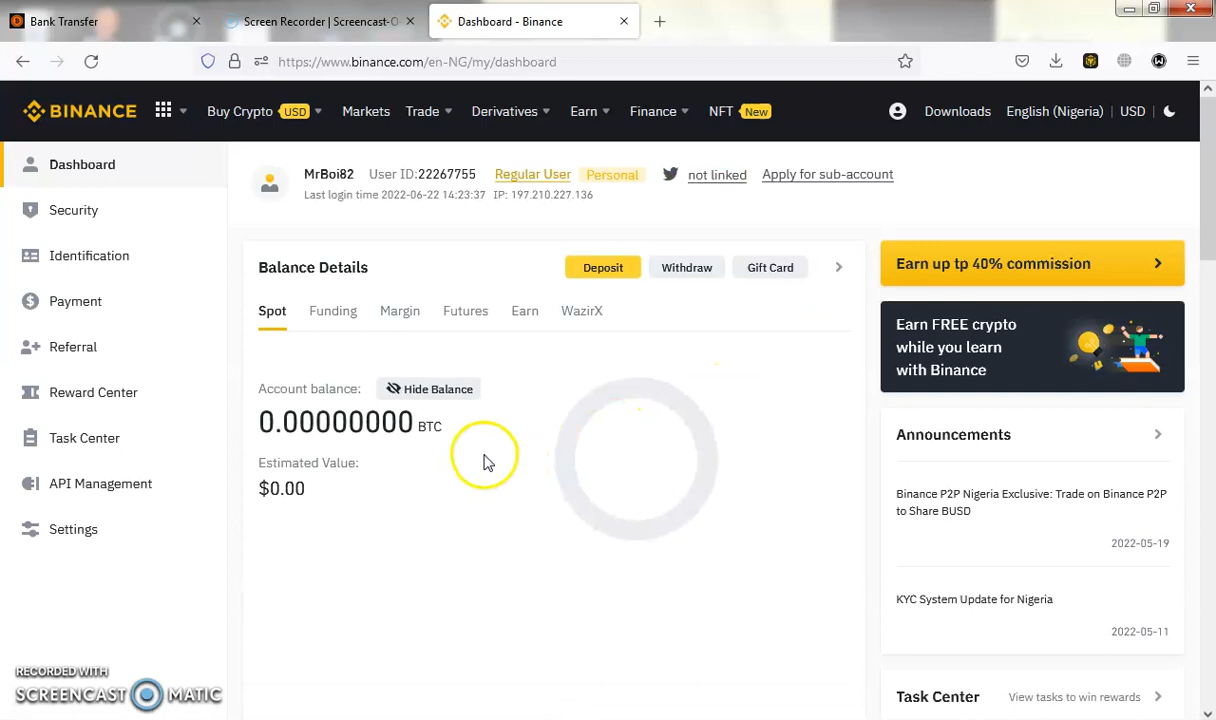 Bank Transfer
Screen Recorder | Screencast-O
Dashboard - Binance
https://www.binance.com/en-NG/my/dashboard
BINANCE
Buy Crypto USD
Markets
Trade
Derivatives
Earn
Finance
NFT New
Downloads
English (Nigeria)
USD
Dashboard
Security
Identification
Payment
Referral
Reward Center
Task Center
API Management
Settings
MrBoi82 User ID:22267755 Regular User Personal not linked Apply for sub-account
Last login time 2022-06-22 14:23:37 IP: 197.210.227.136
Balance Details
Deposit
Withdraw
Gift Card
Spot
Funding
Margin
Futures
Earn
WazirX
Account balance: Hide Balance
0.00000000 BTC
Estimated Value:
$0.00
Earn up tp 40% commission
Earn FREE crypto
while you learn
with Binance
Announcements
Binance P2P Nigeria Exclusive: Trade on Binance P2P
to Share BUSD
2022-05-19
KYC System Update for Nigeria
2022-05-11
Task Center View tasks to win rewards
RECORDED WITH
SCREENCAST MATIC